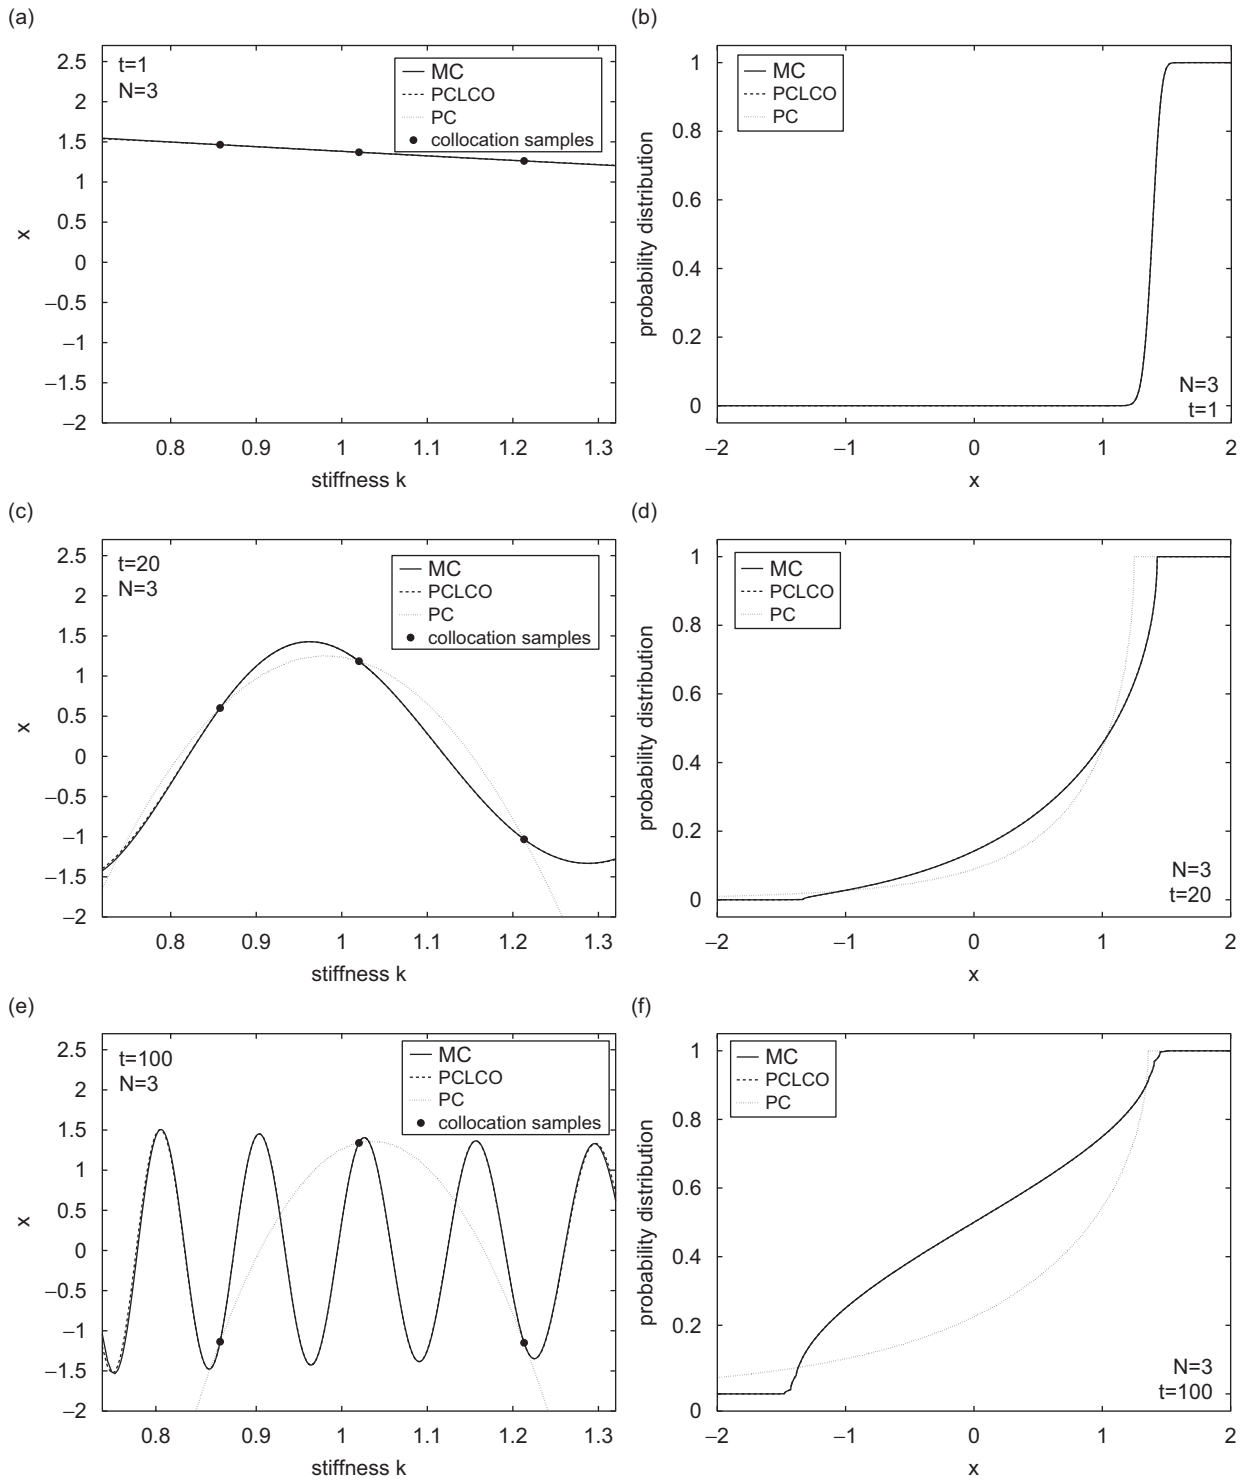 (a)
t=1
N=3
MC
PCLCO
PC
collocation samples
2.5
2
1.5
1
0.5
0
−0.5
−1
−1.5
−2
x
0.8 0.9 1 1.1 1.2 1.3
stiffness k
(b)
MC
PCLCO
PC
1
0.8
0.6
0.4
0.2
0
probability distribution
N=3
t=1
−2 −1 0 1 2
x
(c)
t=20
N=3
MC
PCLCO
PC
collocation samples
2.5
2
1.5
1
0.5
0
−0.5
−1
−1.5
−2
x
0.8 0.9 1 1.1 1.2 1.3
stiffness k
(d)
MC
PCLCO
PC
1
0.8
0.6
0.4
0.2
0
probability distribution
N=3
t=20
−2 −1 0 1 2
x
(e)
t=100
N=3
MC
PCLCO
PC
collocation samples
2.5
2
1.5
1
0.5
0
−0.5
−1
−1.5
−2
x
0.8 0.9 1 1.1 1.2 1.3
stiffness k
(f)
MC
PCLCO
PC
1
0.8
0.6
0.4
0.2
0
probability distribution
N=3
t=100
−2 −1 0 1 2
x